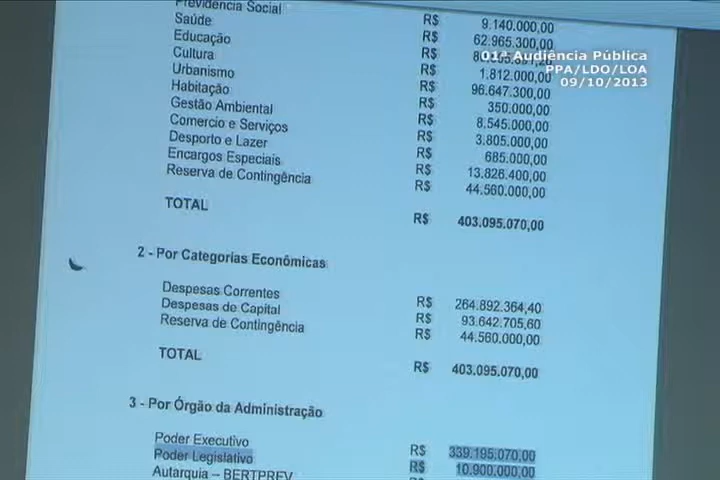 Previdência Social R$ 9.140.000,00
Saúde R$ 62.965.300,00
Educação R$
Cultura R$ 1.812.000,00
Urbanismo R$ 96.647.300,00
Habitação R$ 350.000,00
Gestão Ambiental R$ 8.545.000,00
Comercio e Serviços R$ 3.805.000,00
Desporto e Lazer R$ 685.000,00
Encargos Especiais R$ 13.826.400,00
Reserva de Contingência R$ 44.560.000,00
TOTAL R$ 403.095.070,00
2 - Por Categorias Econômicas
Despesas Correntes R$ 264.892.364,40
Despesas de Capital R$ 93.642.705,60
Reserva de Contingência R$ 44.560.000,00
TOTAL R$ 403.095.070,00
3 - Por Órgão da Administração
Poder Executivo R$ 339.195.070,00
Poder Legislativo R$ 10.900.000,00
Autarquia – BERTPREV
01ª Audiência Pública
PPA/LDO/LOA
09/10/2013